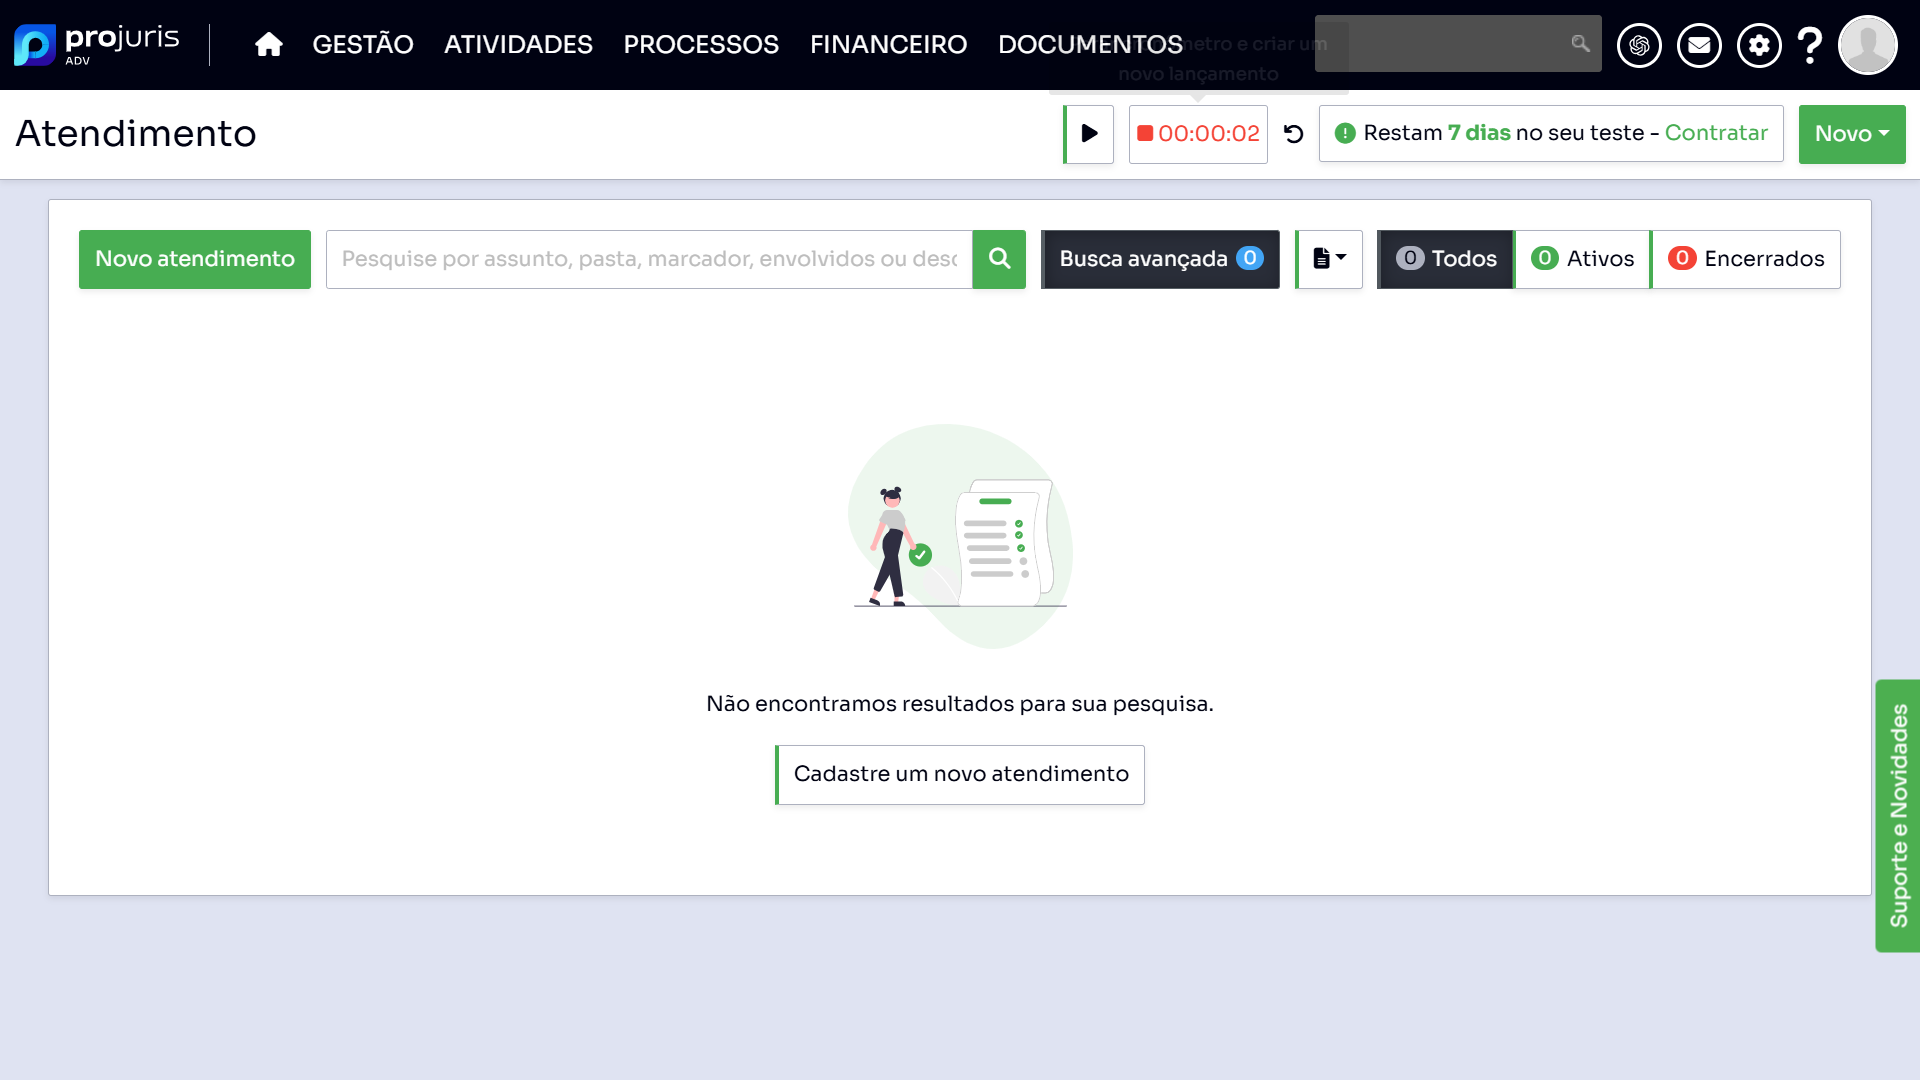 projuris
ADV
GESTÃO
ATIVIDADES
PROCESSOS
FINANCEIRO
DOCUMENTOS
metro e criar um
novo lançamento
Atendimento
00:00:02
Restam 7 dias no seu teste - Contratar
Novo
Novo atendimento
Pesquise por assunto, pasta, marcador, envolvidos ou desc
Busca avançada 0
0 Todos
0 Ativos
0 Encerrados
Não encontramos resultados para sua pesquisa.
Cadastre um novo atendimento
Suporte e Novidades